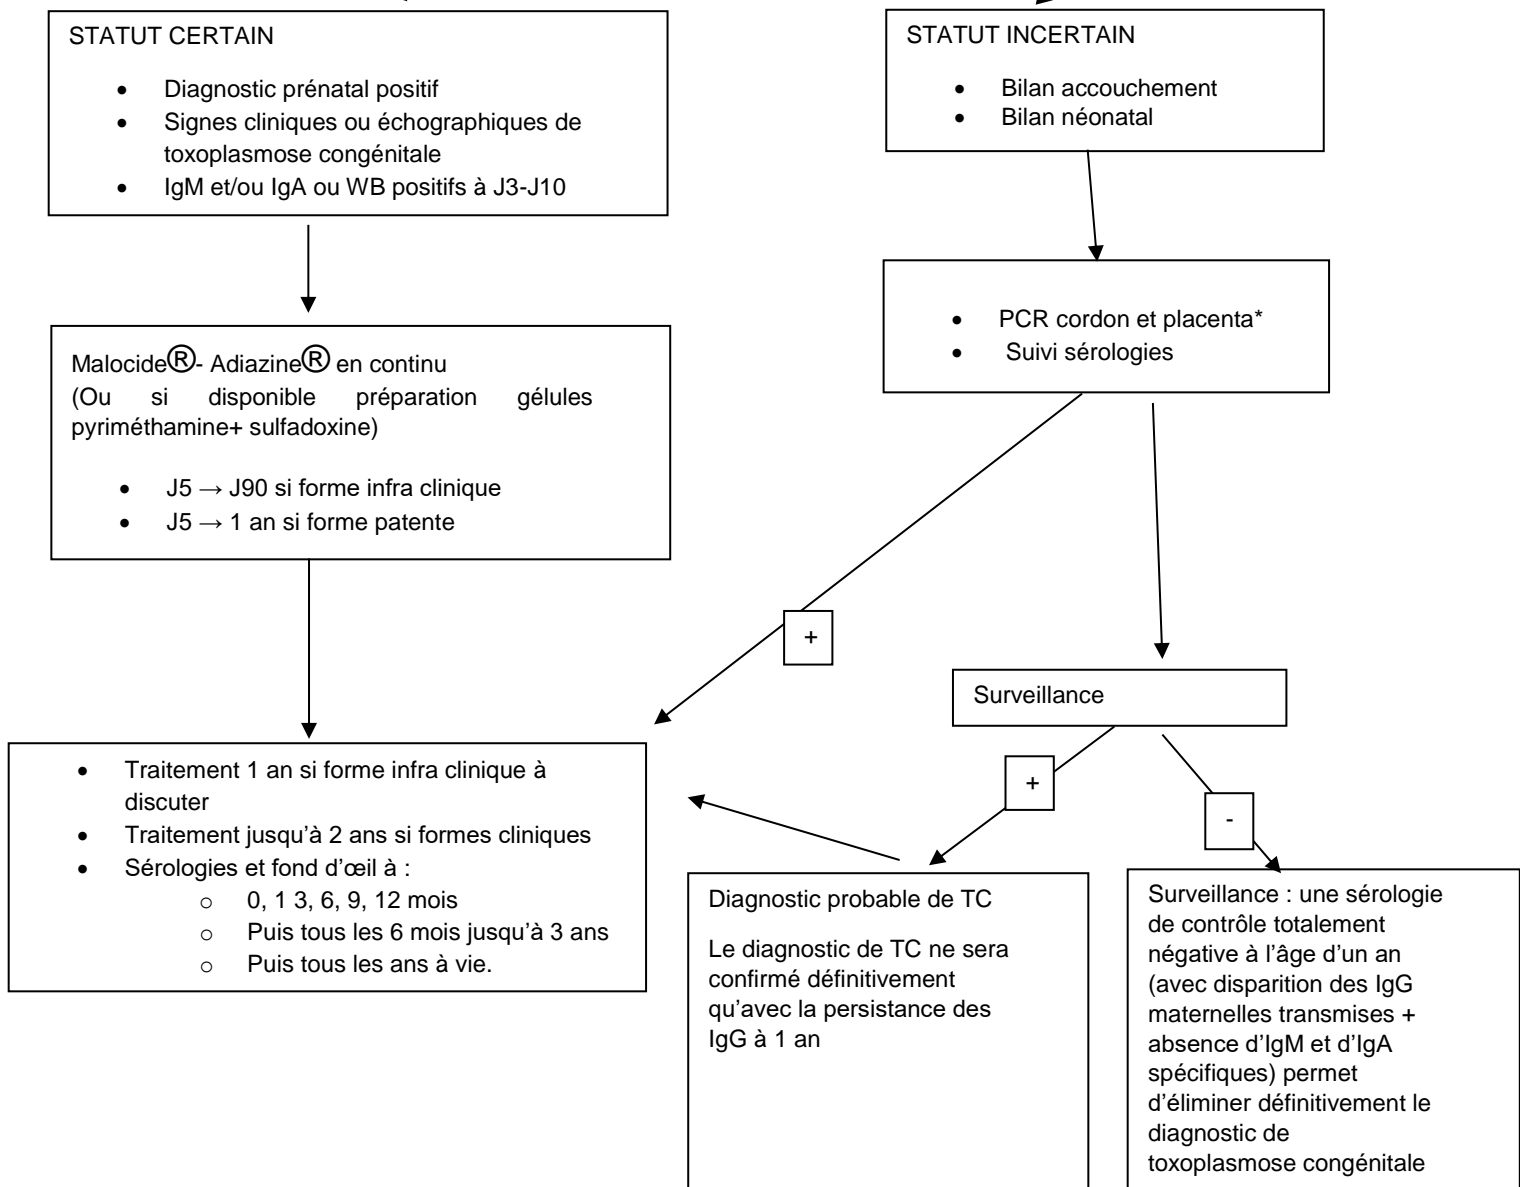 STATUT CERTAIN
• Diagnostic prénatal positif
• Signes cliniques ou échographiques de
toxoplasmose congénitale
• IgM et/ou IgA ou WB positifs à J3-J10
STATUT INCERTAIN
• Bilan accouchement
• Bilan néonatal
Malocide®- Adiazine® en continu
(Ou si disponible préparation gélules
pyriméthamine+ sulfadoxine)
• J5 → J90 si forme infra clinique
• J5 → 1 an si forme patente
• PCR cordon et placenta*
• Suivi sérologies
+
Surveillance
+
-
• Traitement 1 an si forme infra clinique à
discuter
• Traitement jusqu'à 2 ans si formes cliniques
• Sérologies et fond d'œil à :
o 0, 1 3, 6, 9, 12 mois
o Puis tous les 6 mois jusqu'à 3 ans
o Puis tous les ans à vie.
Diagnostic probable de TC
Le diagnostic de TC ne sera
confirmé définitivement
qu'avec la persistance des
IgG à 1 an
Surveillance : une sérologie
de contrôle totalement
négative à l'âge d'un an
(avec disparition des IgG
maternelles transmises +
absence d'IgM et d'IgA
spécifiques) permet
d'éliminer définitivement le
diagnostic de
toxoplasmose congénitale